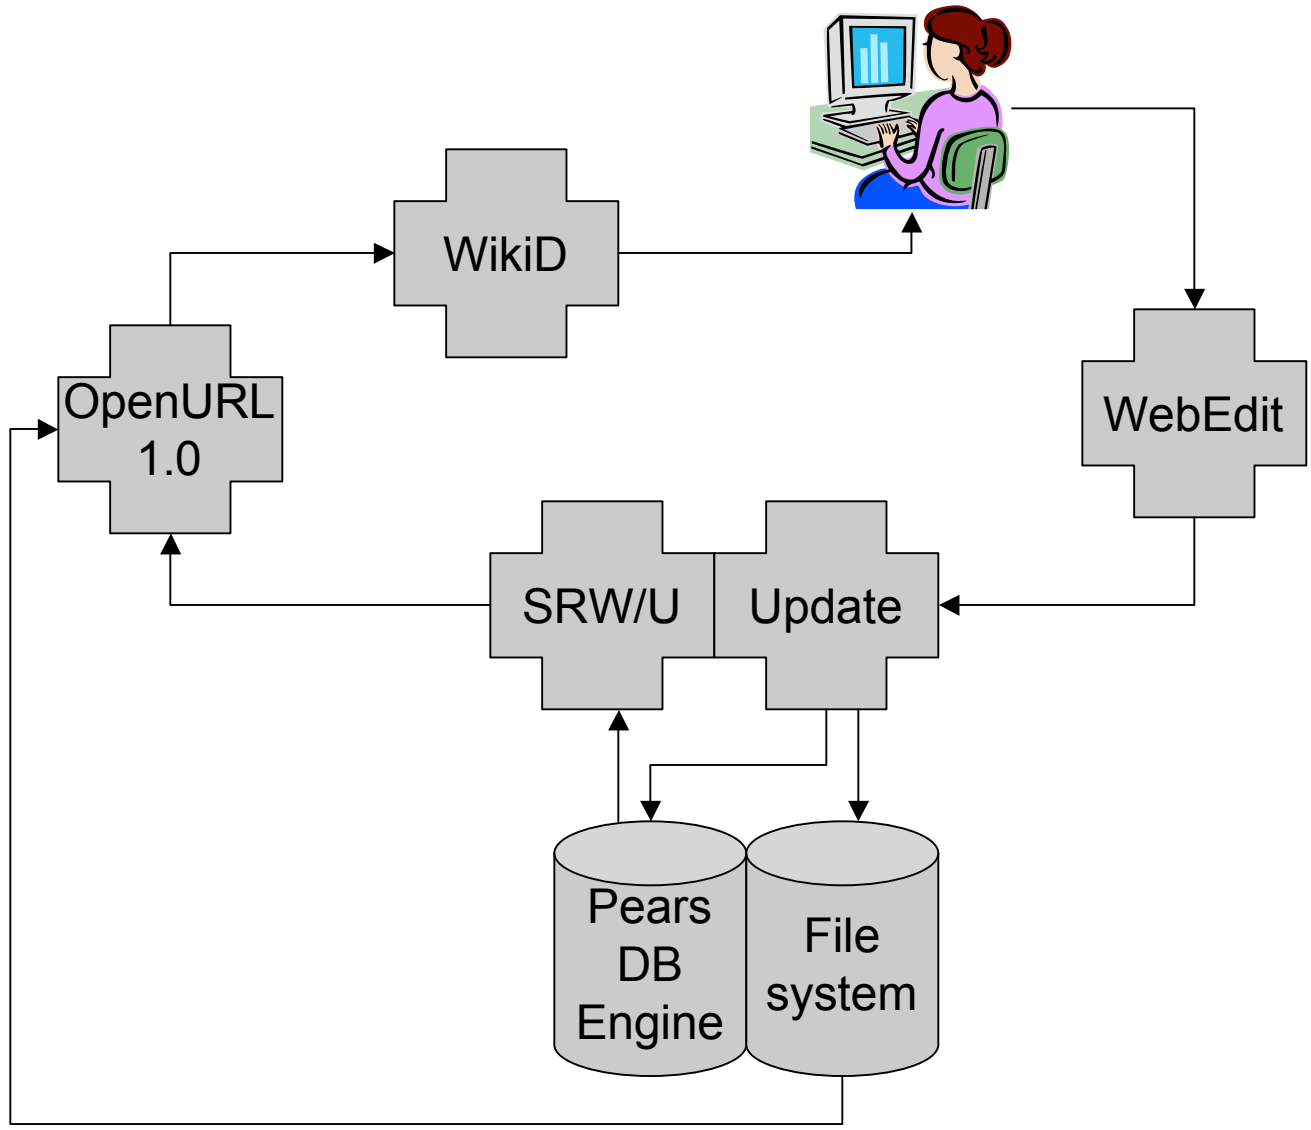 WikiD
OpenURL
1.0
WebEdit
SRW/U
Update
Pears
DB
Engine
File
system